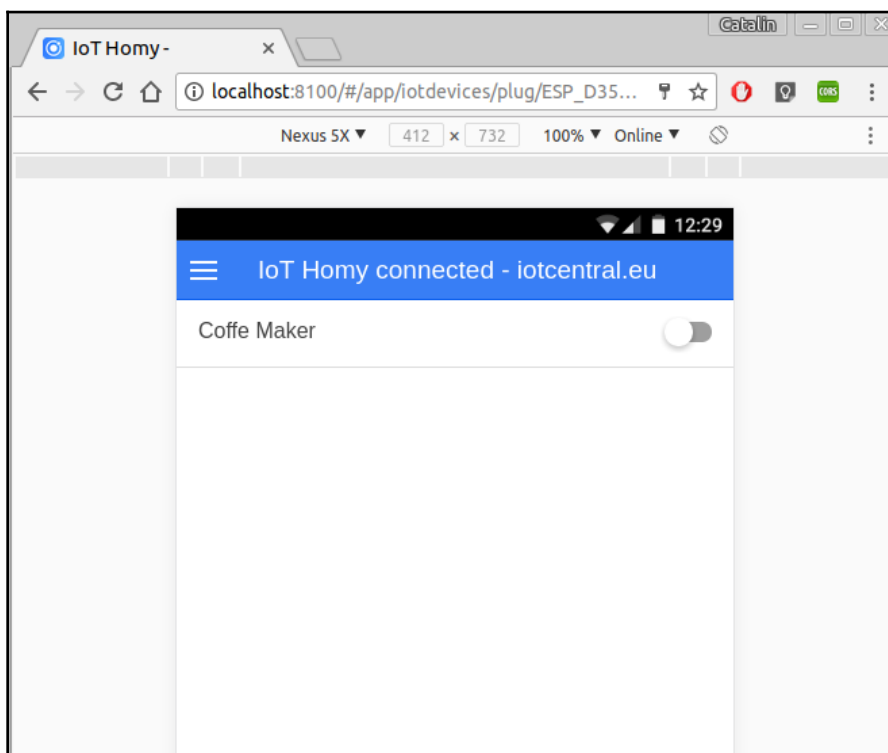 Catalin
IoT Homy -
localhost:8100/#/app/iotdevices/plug/ESP_D35...
CORS
Nexus 5X 412 × 732 100% Online
12:29
IoT Homy connected - iotcentral.eu
Coffe Maker